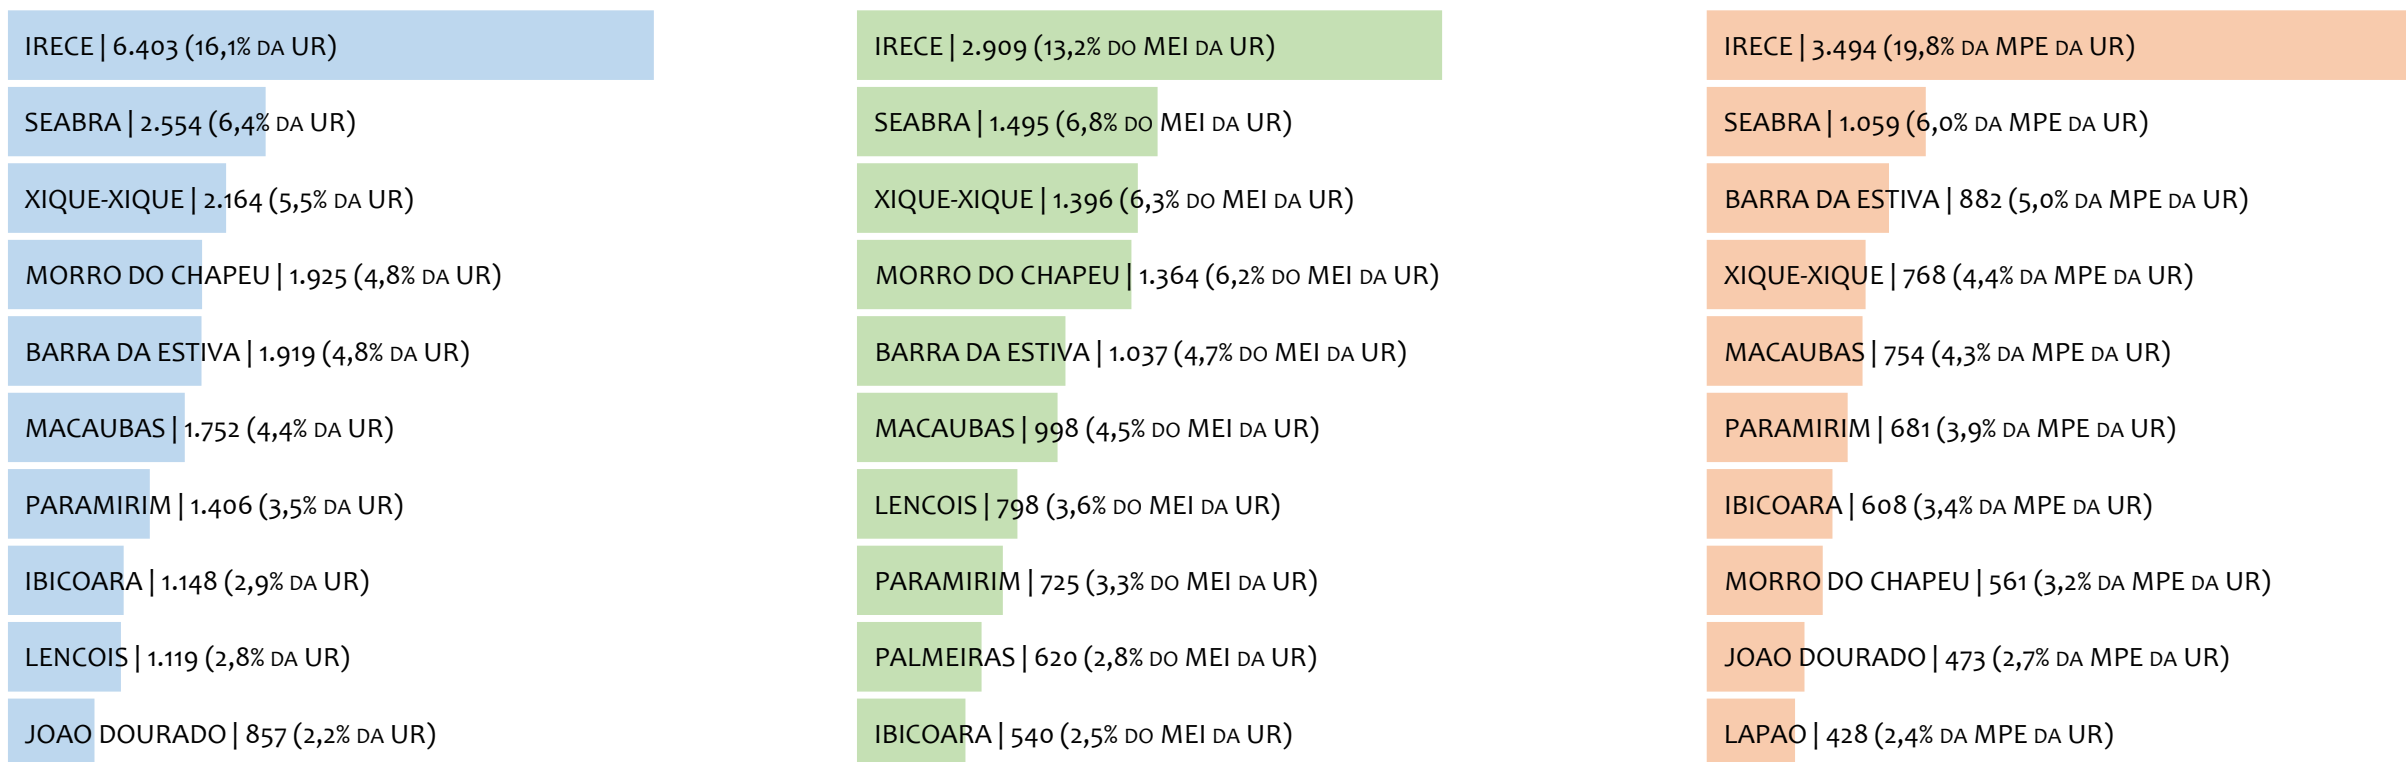 IRECE | 6.403 (16,1% DA UR)
SEABRA | 2.554 (6,4% DA UR)
XIQUE-XIQUE | 2.164 (5,5% DA UR)
MORRO DO CHAPEU | 1.925 (4,8% DA UR)
BARRA DA ESTIVA | 1.919 (4,8% DA UR)
MACAUBAS | 1.752 (4,4% DA UR)
PARAMIRIM | 1.406 (3,5% DA UR)
IBICOARA | 1.148 (2,9% DA UR)
LENCOIS | 1.119 (2,8% DA UR)
JOAO DOURADO | 857 (2,2% DA UR)
IRECE | 2.909 (13,2% DO MEI DA UR)
SEABRA | 1.495 (6,8% DO MEI DA UR)
XIQUE-XIQUE | 1.396 (6,3% DO MEI DA UR)
MORRO DO CHAPEU | 1.364 (6,2% DO MEI DA UR)
BARRA DA ESTIVA | 1.037 (4,7% DO MEI DA UR)
MACAUBAS | 998 (4,5% DO MEI DA UR)
LENCOIS | 798 (3,6% DO MEI DA UR)
PARAMIRIM | 725 (3,3% DO MEI DA UR)
PALMEIRAS | 620 (2,8% DO MEI DA UR)
IBICOARA | 540 (2,5% DO MEI DA UR)
IRECE | 3.494 (19,8% DA MPE DA UR)
SEABRA | 1.059 (6,0% DA MPE DA UR)
BARRA DA ESTIVA | 882 (5,0% DA MPE DA UR)
XIQUE-XIQUE | 768 (4,4% DA MPE DA UR)
MACAUBAS | 754 (4,3% DA MPE DA UR)
PARAMIRIM | 681 (3,9% DA MPE DA UR)
IBICOARA | 608 (3,4% DA MPE DA UR)
MORRO DO CHAPEU | 561 (3,2% DA MPE DA UR)
JOAO DOURADO | 473 (2,7% DA MPE DA UR)
LAPAO | 428 (2,4% DA MPE DA UR)